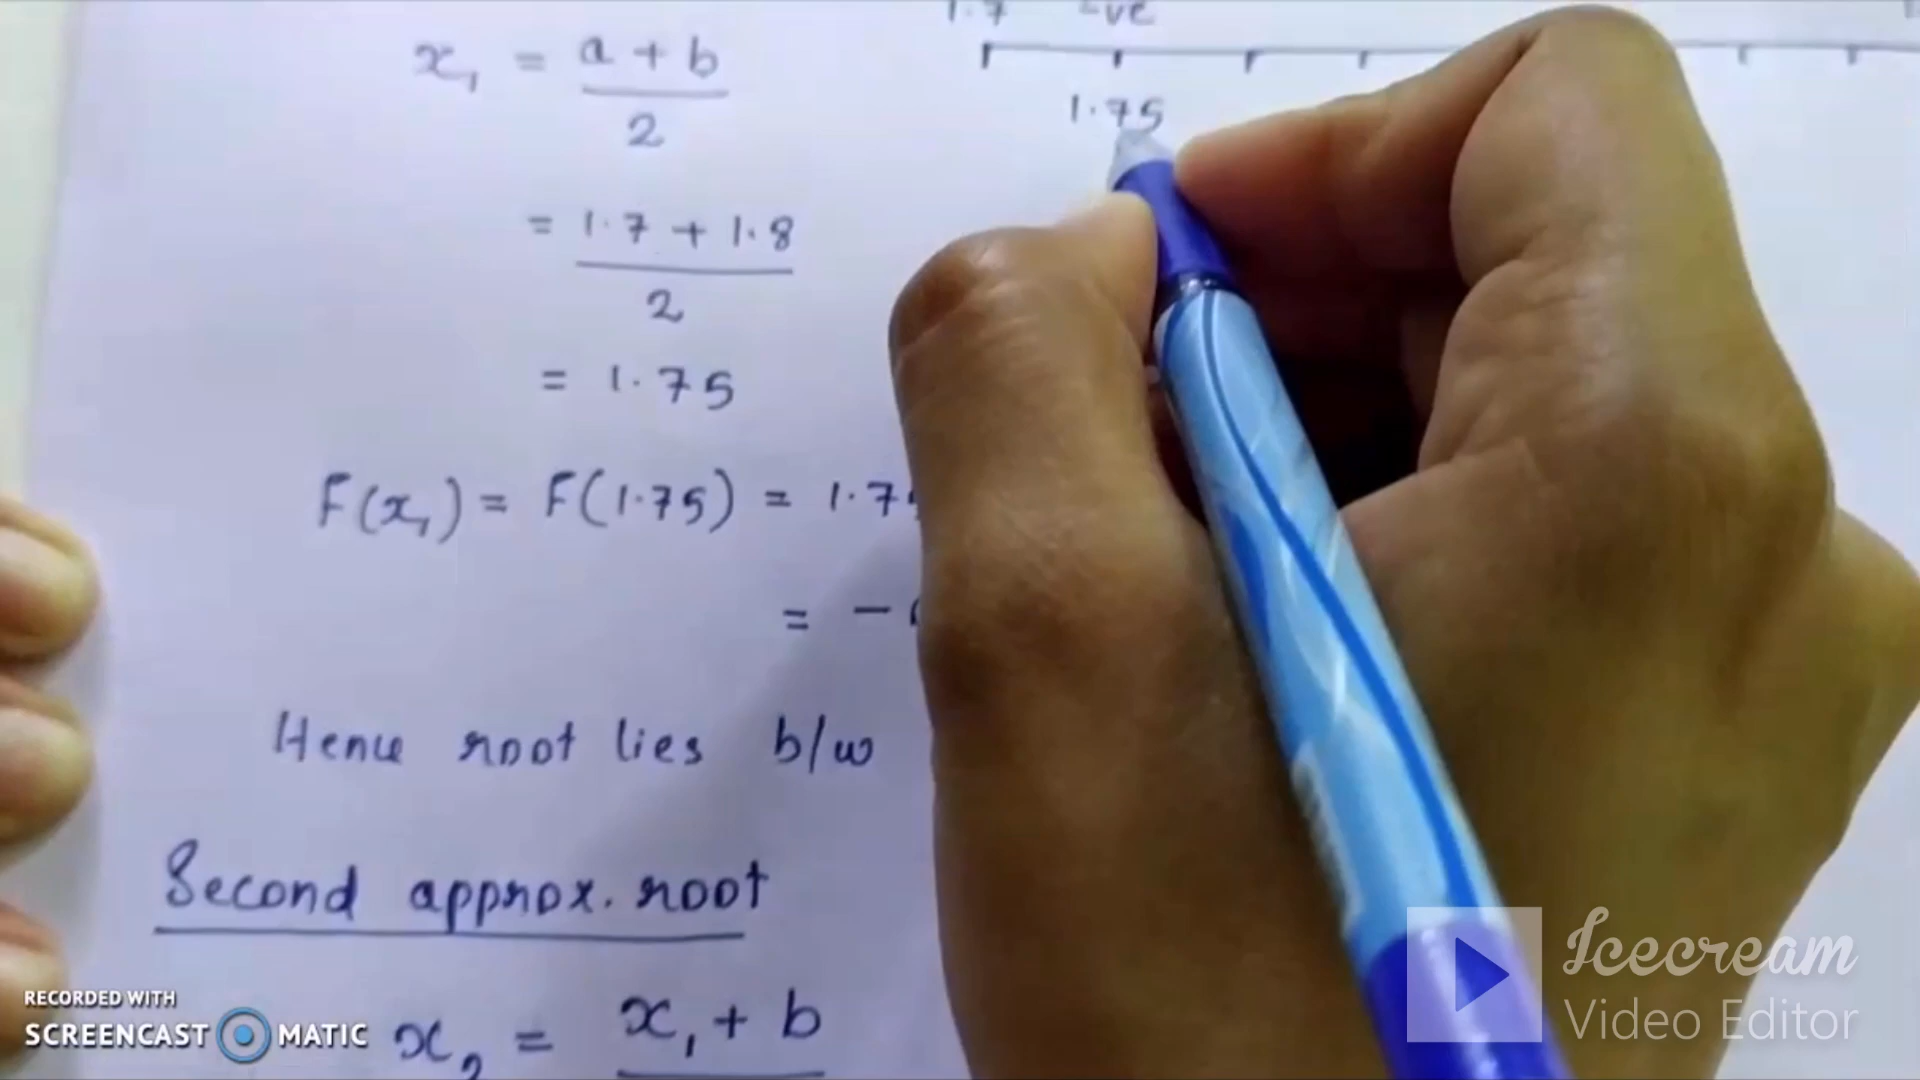 1.7 -ve
x₁ = a + b
2
1.75
= 1.7 + 1.8
2
= 1.75
F(x₁) = F(1.75) = 1.7
= -
Hence root lies b/w
Second approx. root
x₂ = x₁ + b
RECORDED WITH
SCREENCAST MATIC
Icecream
Video Editor